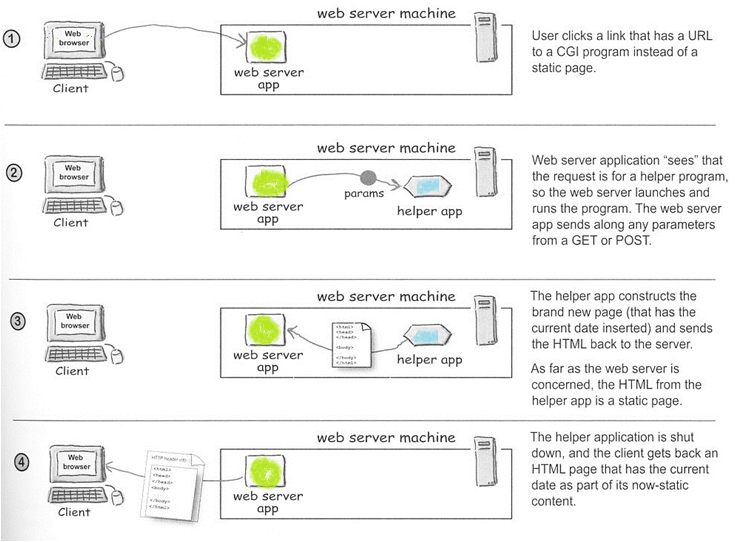 1
Web
browser
Client
web server machine
web server
app
User clicks a link that has a URL
to a CGI program instead of a
static page.
2
Web
browser
Client
web server machine
web server
app
params
helper app
Web server application “sees” that
the request is for a helper program,
so the web server launches and
runs the program. The web server
app sends along any parameters
from a GET or POST.
3
Web
browser
Client
web server machine
web server
app
<html>
<head>
</head>
<body>
</body>
</html>
helper app
The helper app constructs the
brand new page (that has the
current date inserted) and sends
the HTML back to the server.
As far as the web server is
concerned, the HTML from the
helper app is a static page.
4
Web
browser
Client
HTTP header info
<html>
<head>
</head>
<body>
</body>
</html>
web server machine
web server
app
The helper application is shut
down, and the client gets back an
HTML page that has the current
date as part of its now-static
content.